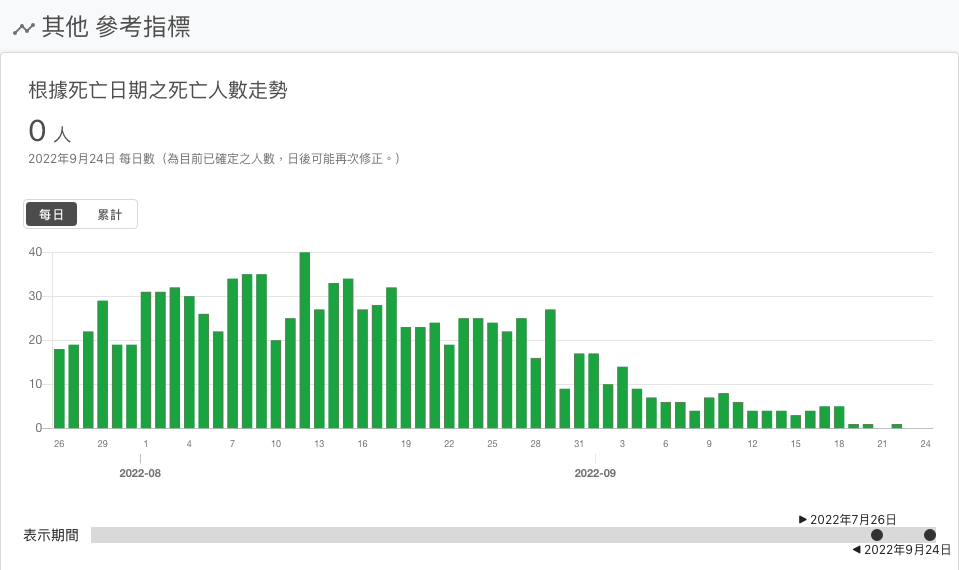 其他 參考指標
根據死亡日期之死亡人數走勢
0 人
2022年9月24日 每日數（為目前已確定之人數，日後可能再次修正。）
每日 累計
40
30
20
10
0
26 29 1 4 7 10 13 16 19 22 25 28 31 3 6 9 12 15 18 21 24
2022-08 2022-09
▶ 2022年7月26日
表示期間
◀ 2022年9月24日